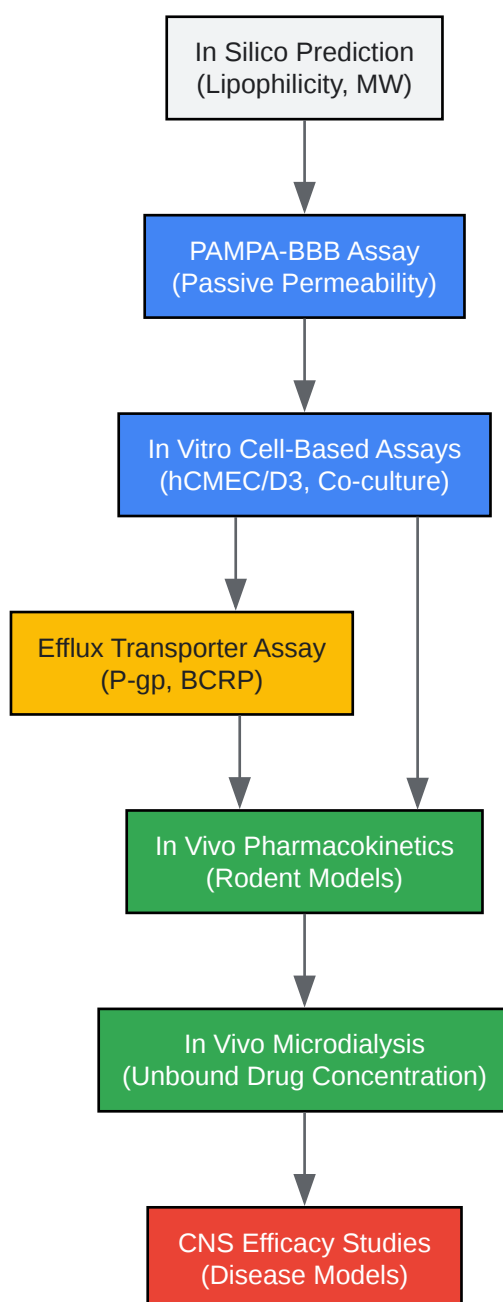 In Silico Prediction
(Lipophilicity, MW)
PAMPA-BBB Assay
(Passive Permeability)
In Vitro Cell-Based Assays
(hCMEC/D3, Co-culture)
Efflux Transporter Assay
(P-gp, BCRP)
In Vivo Pharmacokinetics
(Rodent Models)
In Vivo Microdialysis
(Unbound Drug Concentration)
CNS Efficacy Studies
(Disease Models)